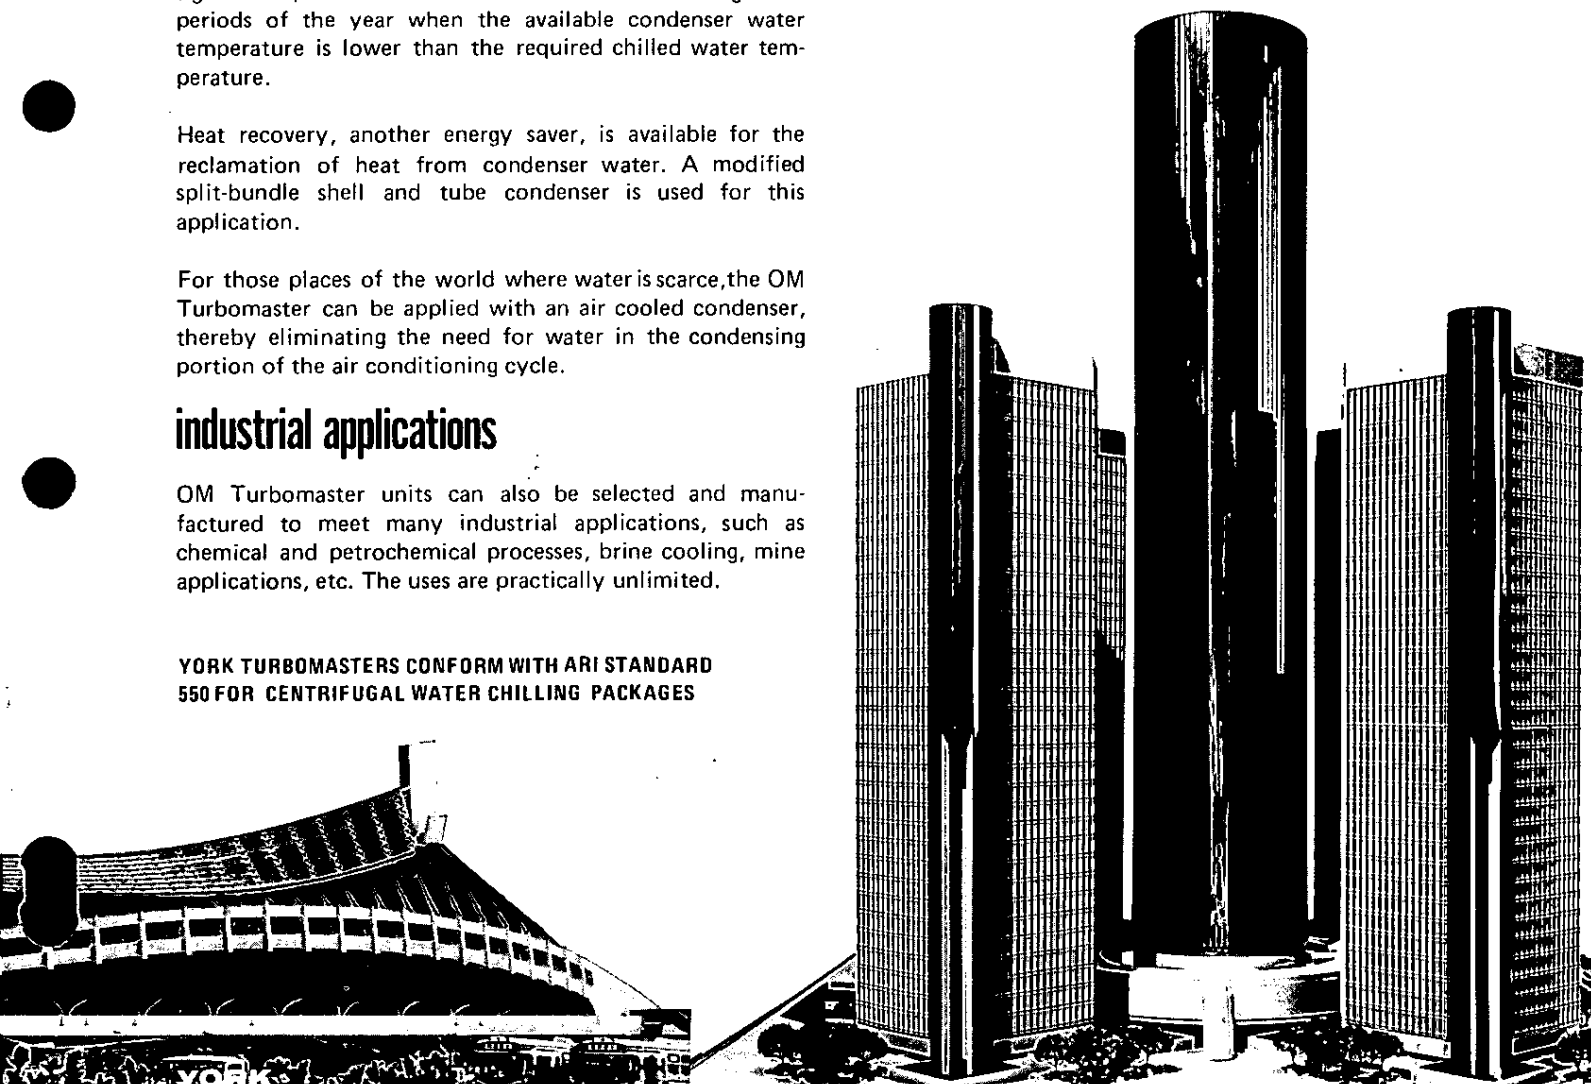 periods of the year when the available condenser water
temperature is lower than the required chilled water tem-
perature.
Heat recovery, another energy saver, is available for the
reclamation of heat from condenser water. A modified
split-bundle shell and tube condenser is used for this
application.
For those places of the world where water is scarce, the OM
Turbomaster can be applied with an air cooled condenser,
thereby eliminating the need for water in the condensing
portion of the air conditioning cycle.
industrial applications
OM Turbomaster units can also be selected and manu-
factured to meet many industrial applications, such as
chemical and petrochemical processes, brine cooling, mine
applications, etc. The uses are practically unlimited.
YORK TURBOMASTERS CONFORM WITH ARI STANDARD
550 FOR CENTRIFUGAL WATER CHILLING PACKAGES
YORK